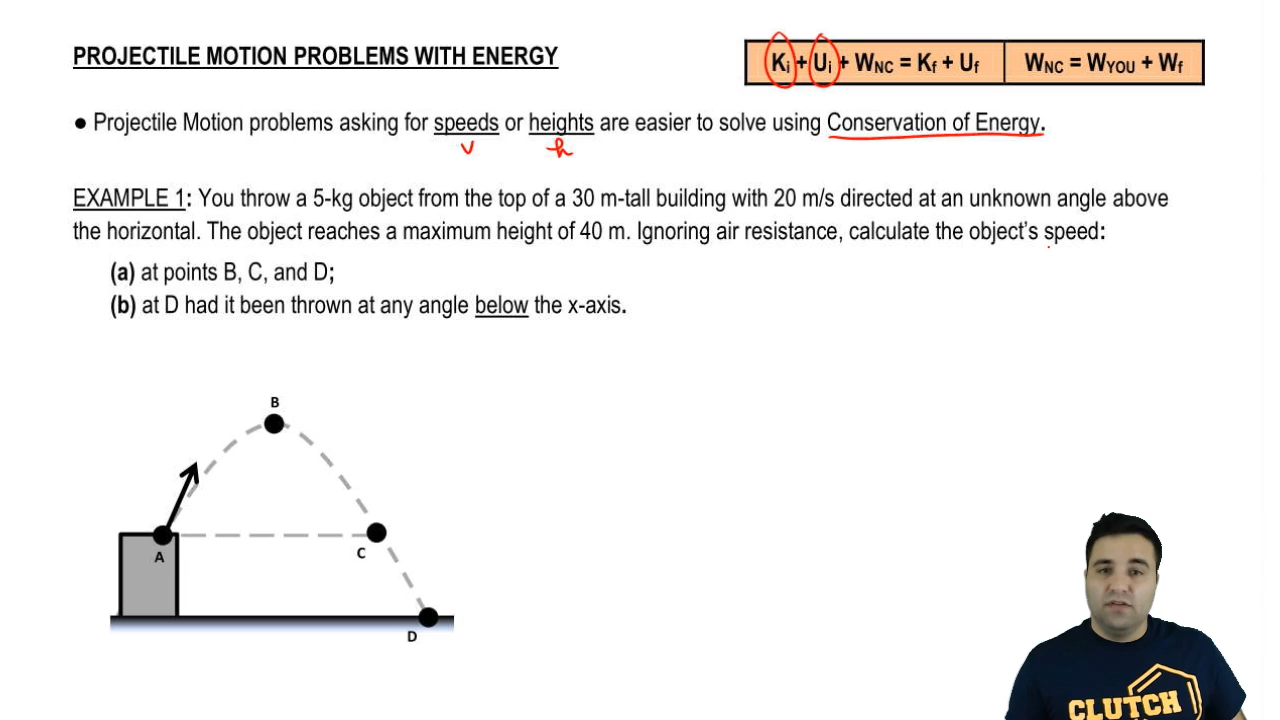 PROJECTILE MOTION PROBLEMS WITH ENERGY
Ki + Ui + WNC = Kf + Uf
WNC = WYOU + Wf
● Projectile Motion problems asking for speeds or heights are easier to solve using Conservation of Energy.
v
h
EXAMPLE 1: You throw a 5-kg object from the top of a 30 m-tall building with 20 m/s directed at an unknown angle above
the horizontal. The object reaches a maximum height of 40 m. Ignoring air resistance, calculate the object's speed:
(a) at points B, C, and D;
(b) at D had it been thrown at any angle below the x-axis.
B
A
C
D
CLUTCH